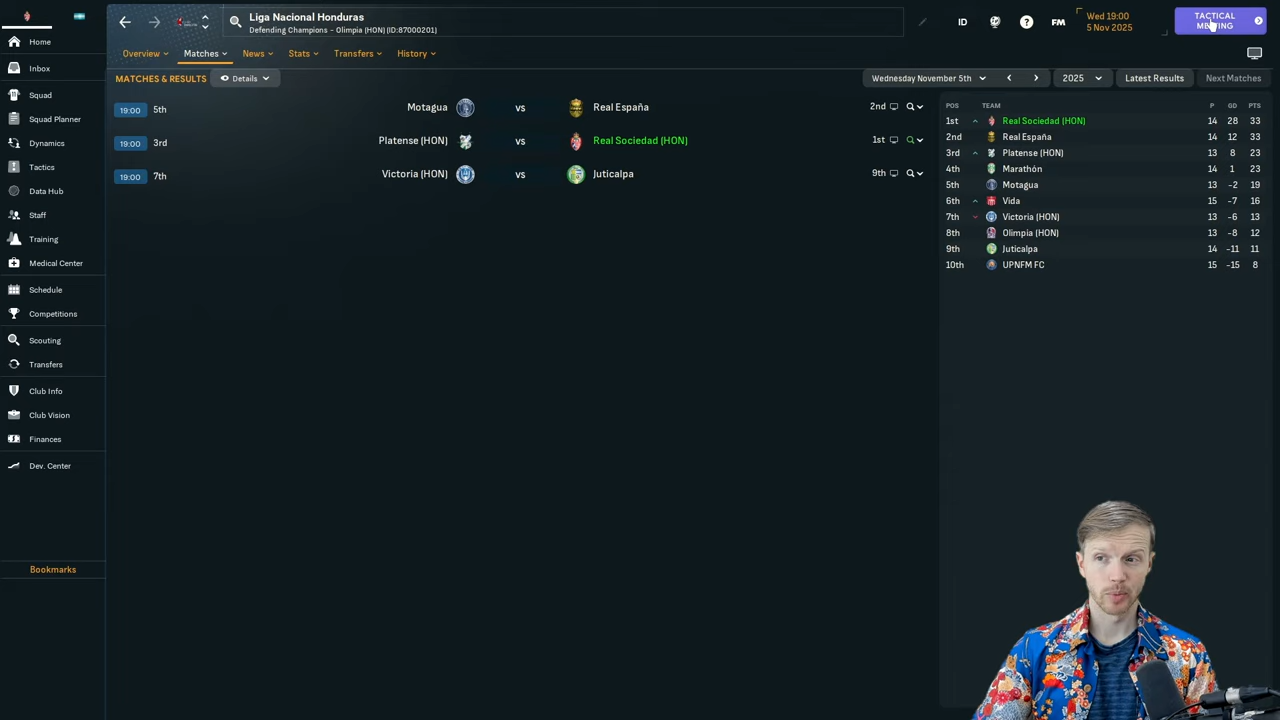 Liga Nacional Honduras
Defending Champions - Olimpia (HON) (ID:87000201)
ID
?
FM
Wed 19:00
5 Nov 2025
TACTICAL
MEETING
Home
Inbox
Squad
Squad Planner
Dynamics
Tactics
Data Hub
Staff
Training
Medical Center
Schedule
Competitions
Scouting
Transfers
Club Info
Club Vision
Finances
Dev. Center
Bookmarks
Overview Matches News Stats Transfers History
MATCHES & RESULTS Details
Wednesday November 5th 2025 Latest Results Next Matches
19:00 5th Motagua vs Real España 2nd
19:00 3rd Platense (HON) vs Real Sociedad (HON) 1st
19:00 7th Victoria (HON) vs Juticalpa 9th
POS TEAM P GD PTS
1st Real Sociedad (HON) 14 28 33
2nd Real España 14 12 33
3rd Platense (HON) 13 8 23
4th Marathón 14 1 23
5th Motagua 13 -2 19
6th Vida 15 -7 16
7th Victoria (HON) 13 -6 13
8th Olimpia (HON) 13 -8 12
9th Juticalpa 14 -11 11
10th UPNFM FC 15 -15 8